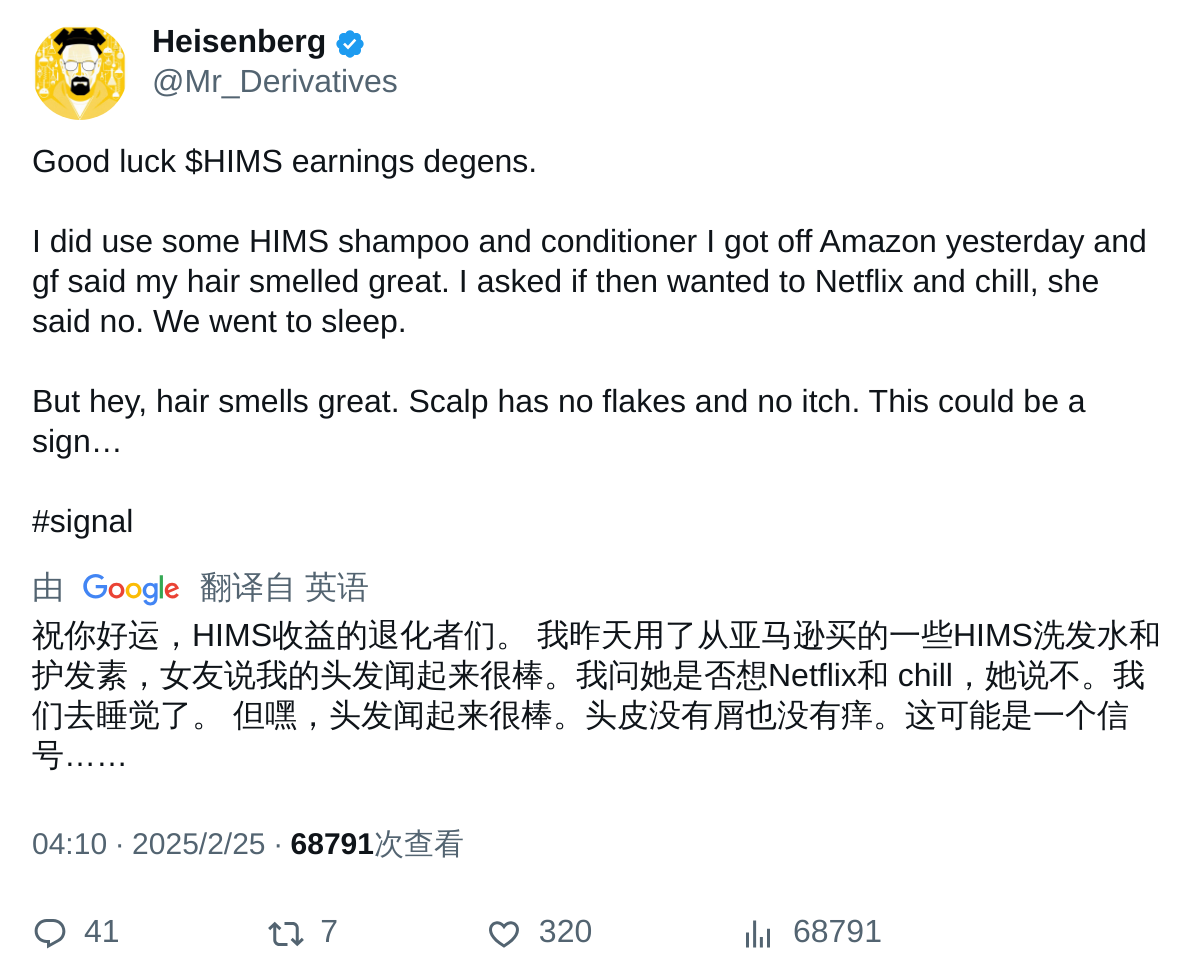 Heisenberg
@Mr_Derivatives
Good luck $HIMS earnings degens.
I did use some HIMS shampoo and conditioner I got off Amazon yesterday and
gf said my hair smelled great. I asked if then wanted to Netflix and chill, she
said no. We went to sleep.
But hey, hair smells great. Scalp has no flakes and no itch. This could be a
sign…
#signal
由 Google 翻译自 英语
祝你好运，HIMS收益的退化者们。 我昨天用了从亚马逊买的一些HIMS洗发水和
护发素，女友说我的头发闻起来很棒。我问她是否想Netflix和 chill，她说不。我
们去睡觉了。 但嘿，头发闻起来很棒。头皮没有屑也没有痒。这可能是一个信
号……
04:10 · 2025/2/25 · 68791次查看
41 7 320 68791